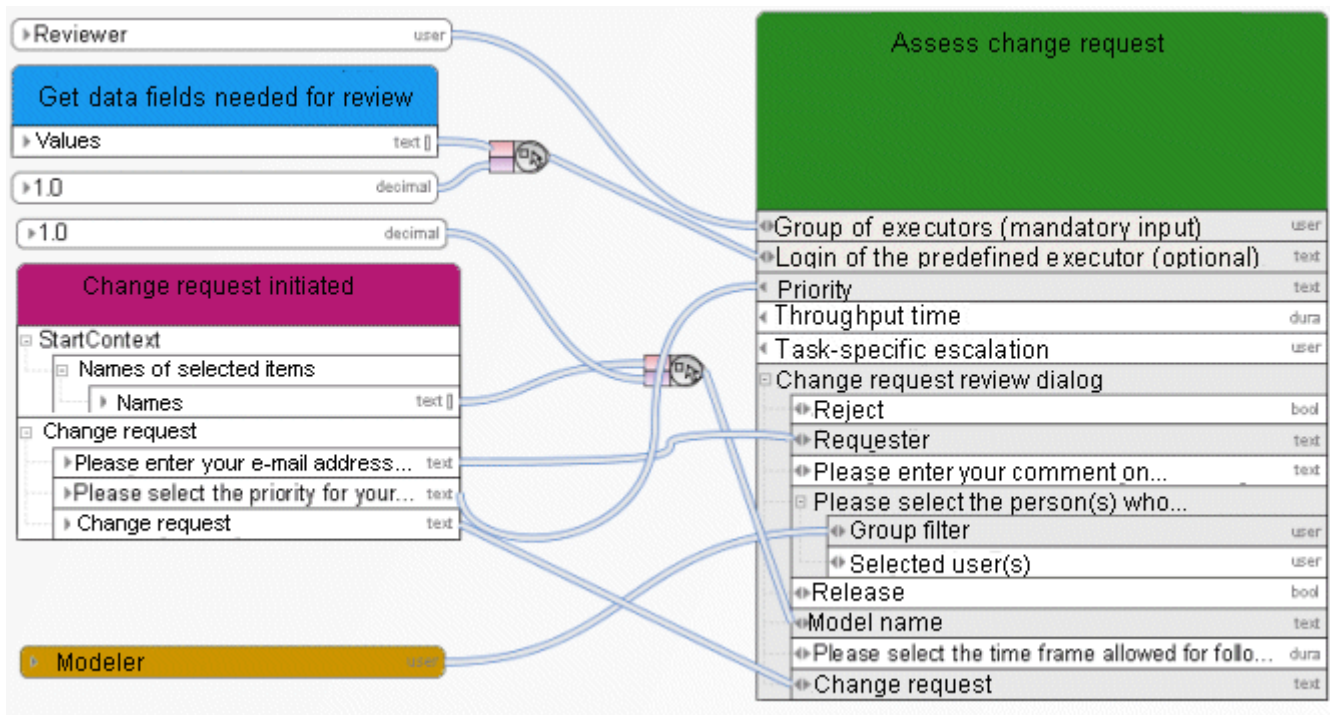 Reviewer user
Get data fields needed for review
Values text []
1.0 decimal
1.0 decimal
Change request initiated
StartContext
Names of selected items
Names text []
Change request
Please enter your e-mail address... text
Please select the priority for your... text
Change request text
Modeler user
Assess change request
Group of executors (mandatory input) user
Login of the predefined executor (optional) text
Priority text
Throughput time dura
Task-specific escalation user
Change request review dialog
Reject bool
Requester text
Please enter your comment on... text
Please select the person(s) who...
Group filter user
Selected user(s) user
Release bool
Model name text
Please select the time frame allowed for follo... dura
Change request text